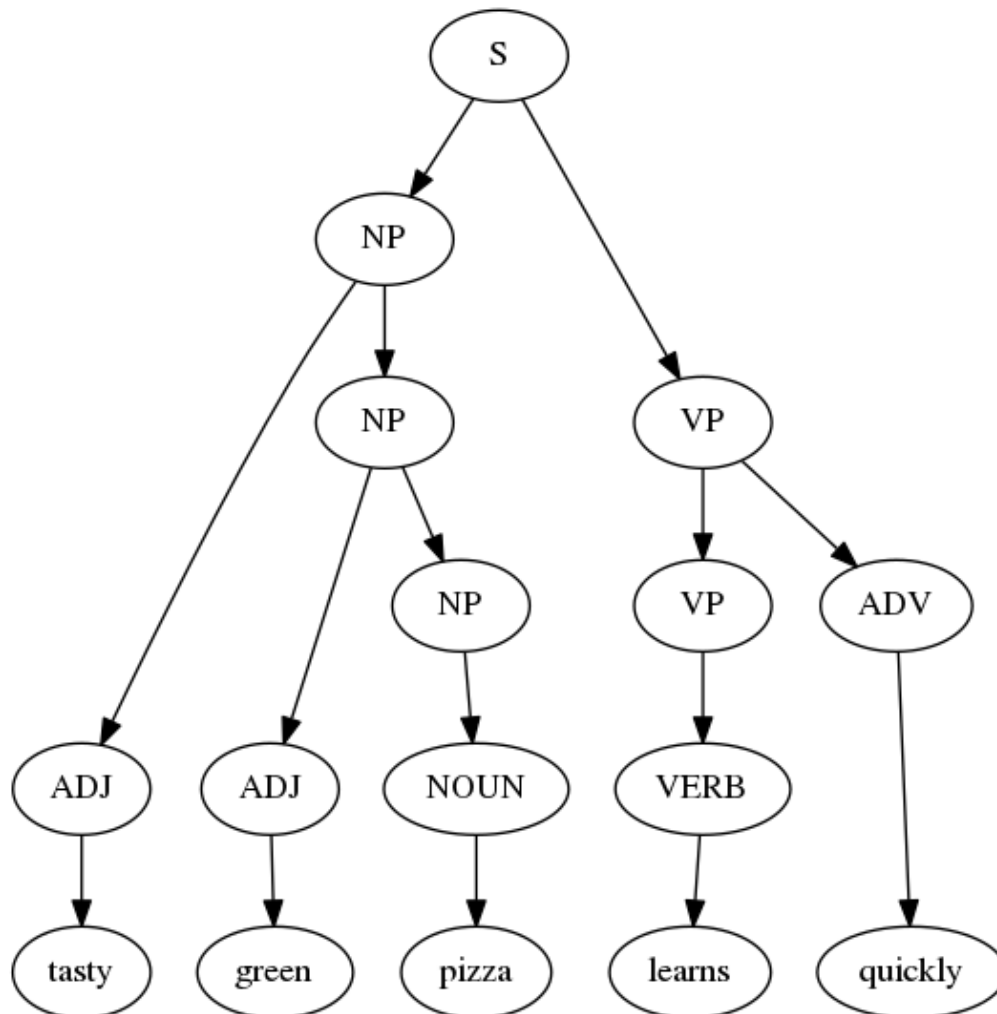 S
NP
NP
VP
NP
VP
ADV
ADJ
ADJ
NOUN
VERB
tasty
green
pizza
learns
quickly